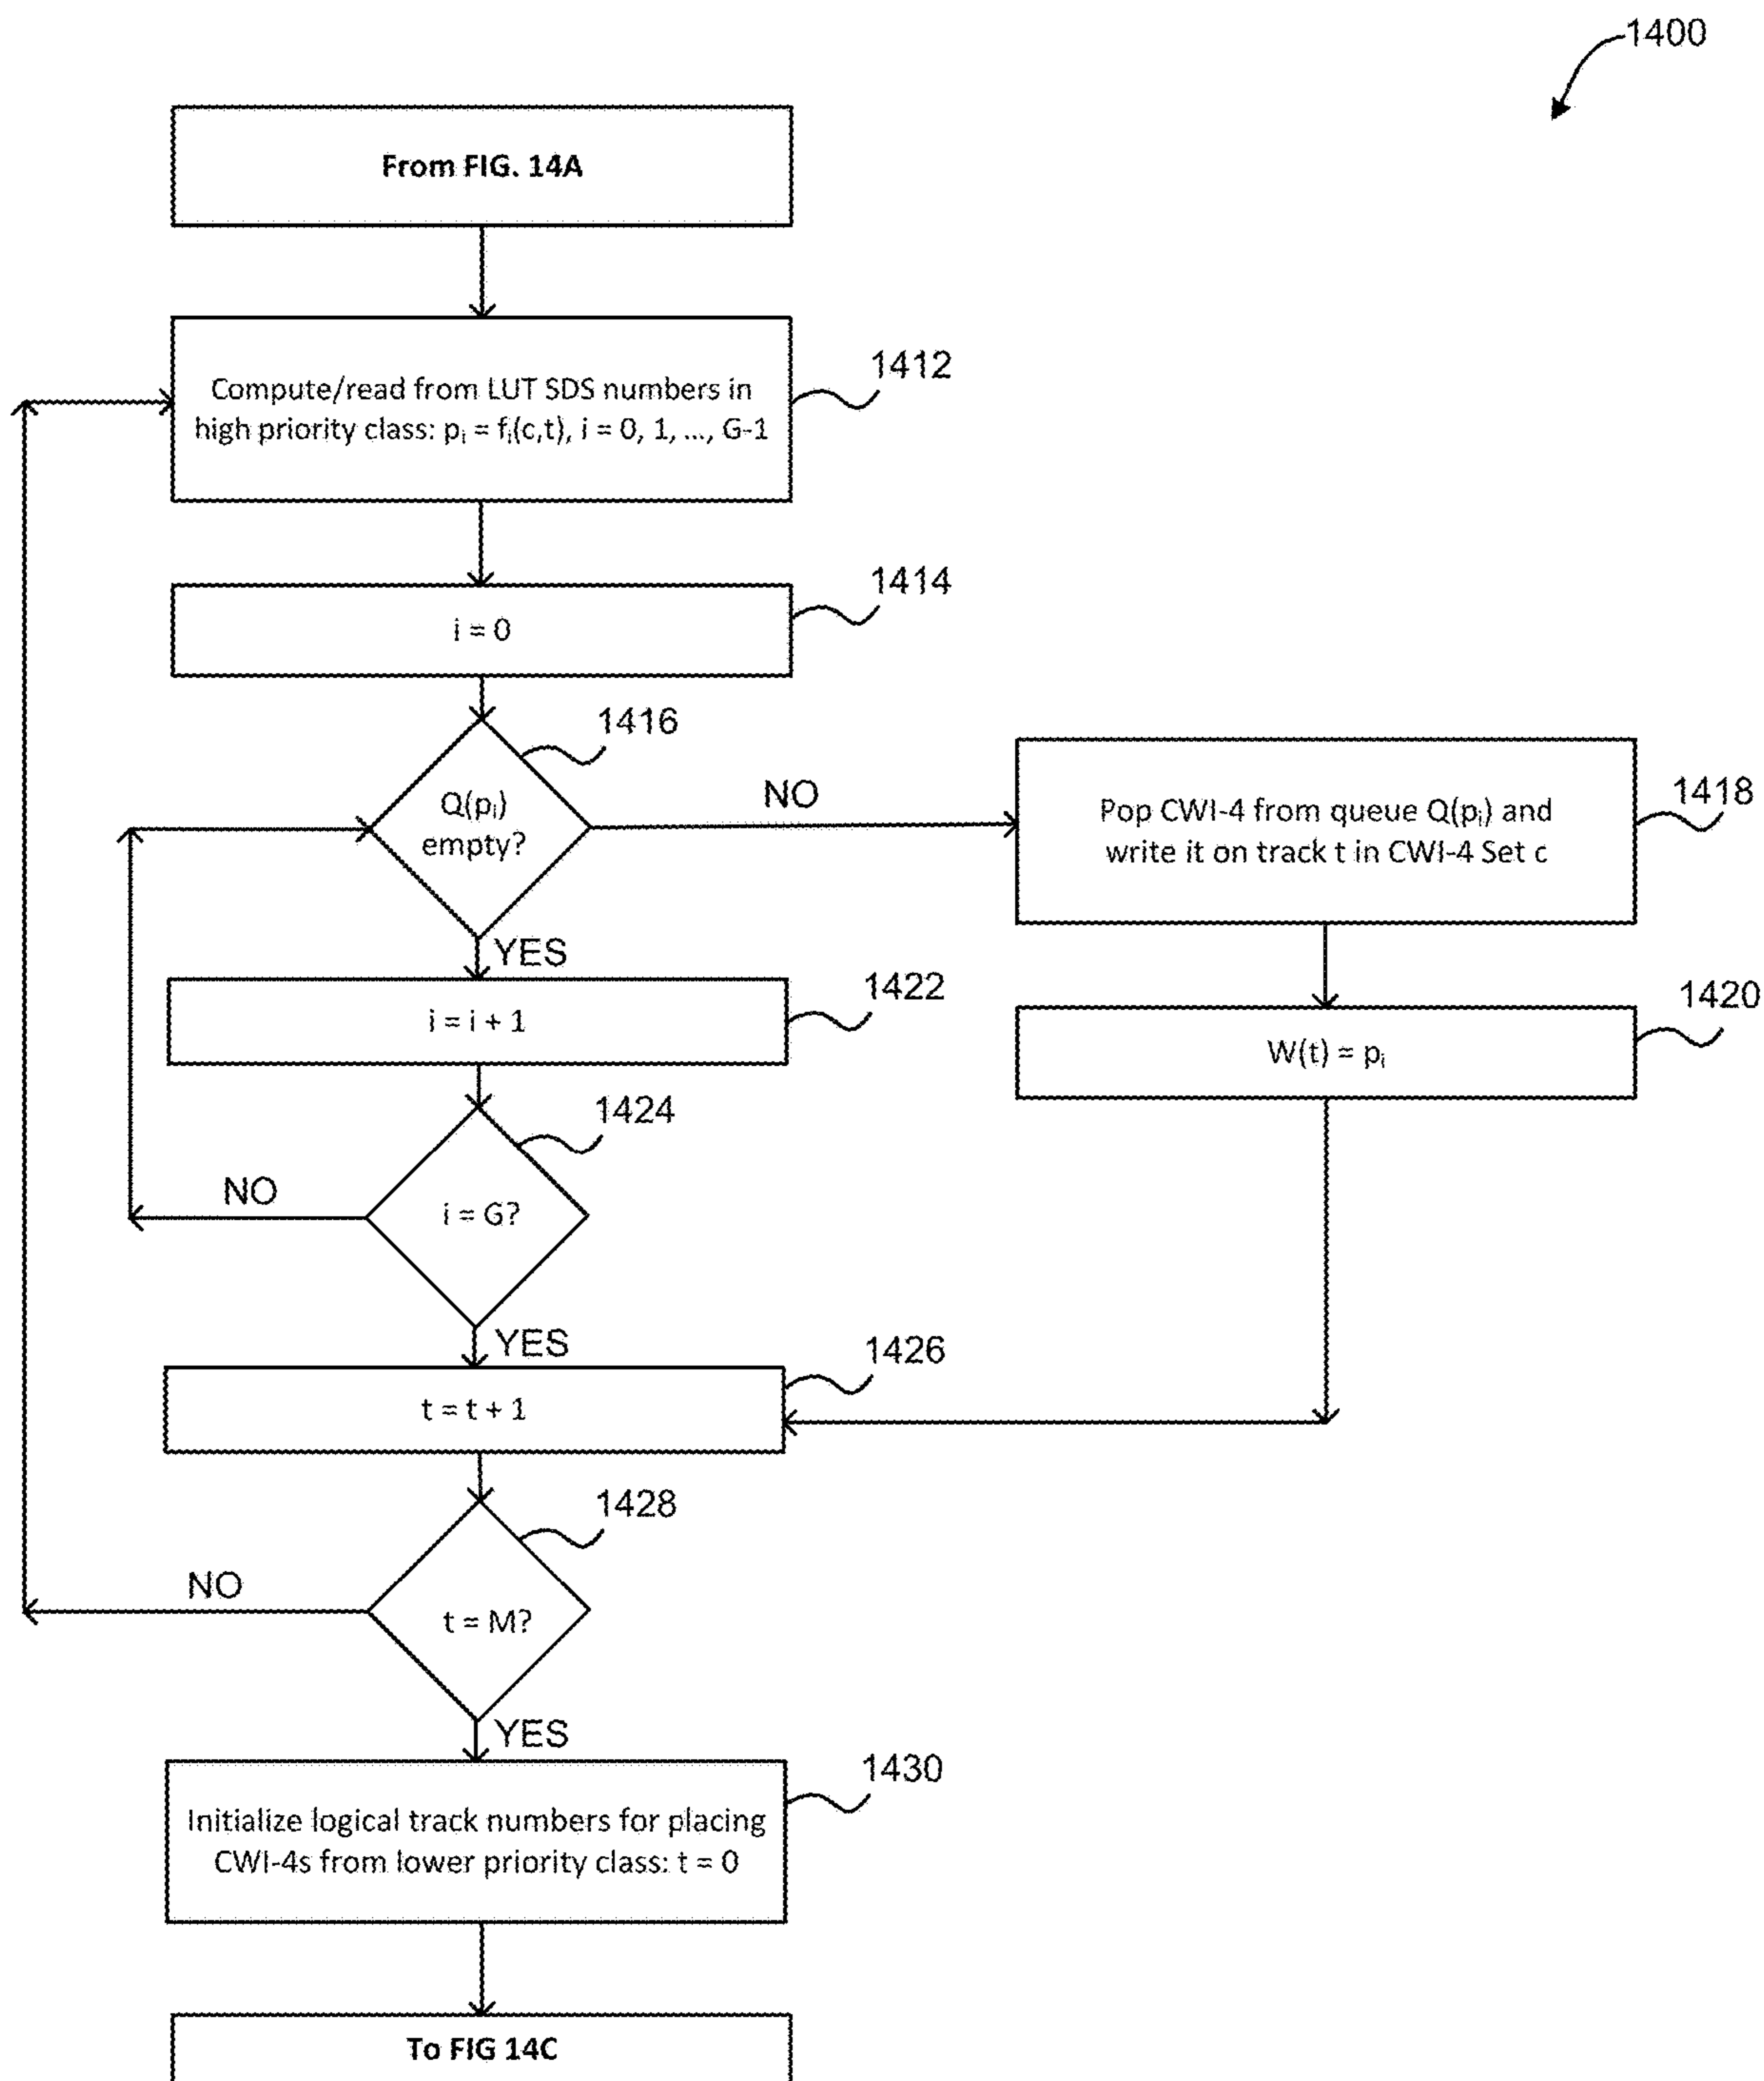 1400
From FIG. 14A
Compute/read from LUT SDS numbers in
high priority class: pᵢ = fᵢ(c,t), i = 0, 1, ..., G-1
1412
i = 0
1414
Q(pᵢ)
empty?
1416
NO
Pop CWI-4 from queue Q(pᵢ) and
write it on track t in CWI-4 Set c
1418
YES
W(t) = pᵢ
1420
i = i + 1
1422
i = G?
1424
NO
YES
t = t + 1
1426
t = M?
1428
NO
YES
Initialize logical track numbers for placing
CWI-4s from lower priority class: t = 0
1430
To FIG 14C